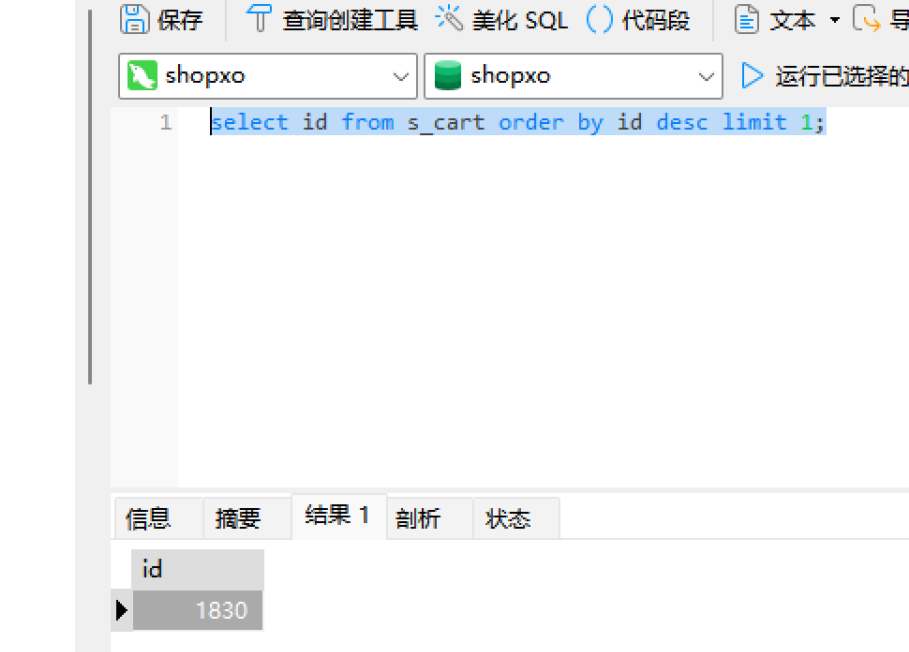 保存 查询创建工具 美化 SQL () 代码段 文本
shopxo shopxo 运行已选择的
1 select id from s_cart order by id desc limit 1;
信息 摘要 结果 1 剖析 状态
id
1830